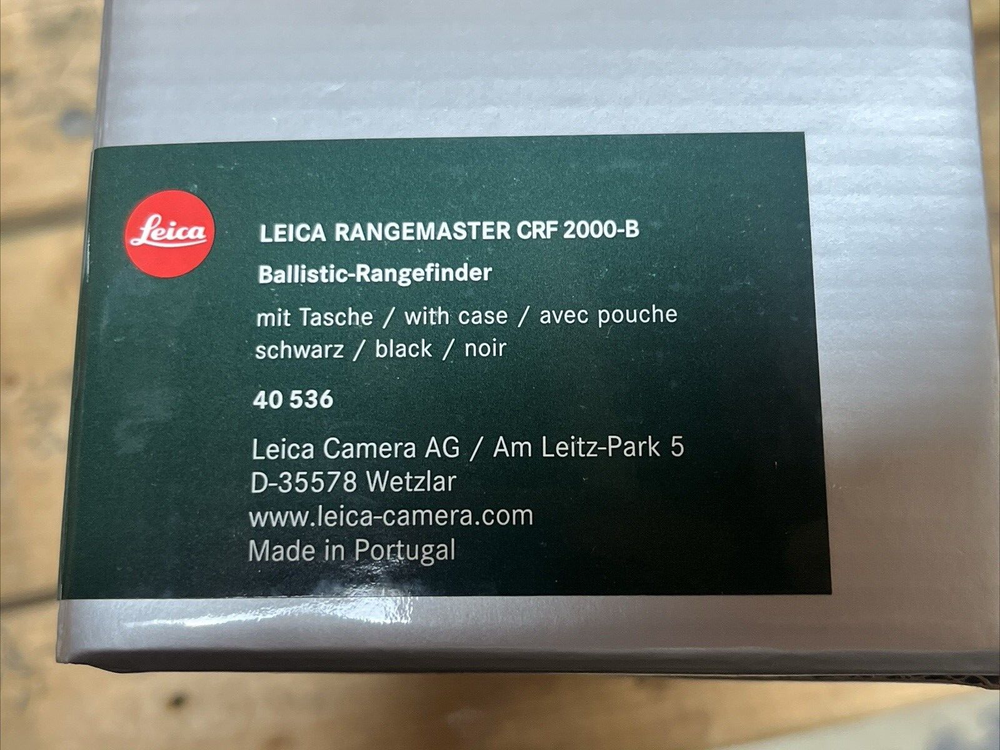 Leica
LEICA RANGEMASTER CRF 2000-B
Ballistic-Rangefinder
mit Tasche / with case / avec pouche
schwarz / black / noir
40 536
Leica Camera AG / Am Leitz-Park 5
D-35578 Wetzlar
www.leica-camera.com
Made in Portugal